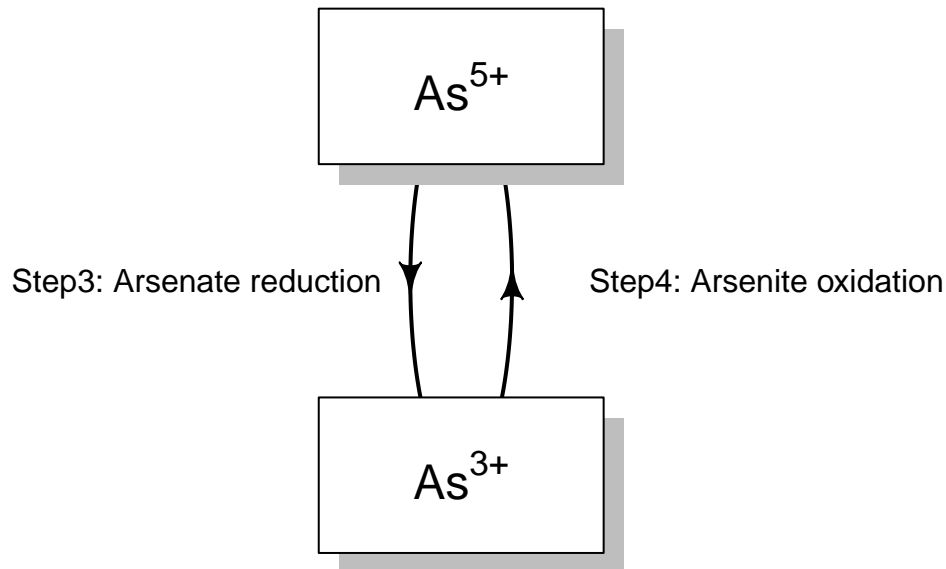 As5+
Step3: Arsenate reduction
Step4: Arsenite oxidation
As3+